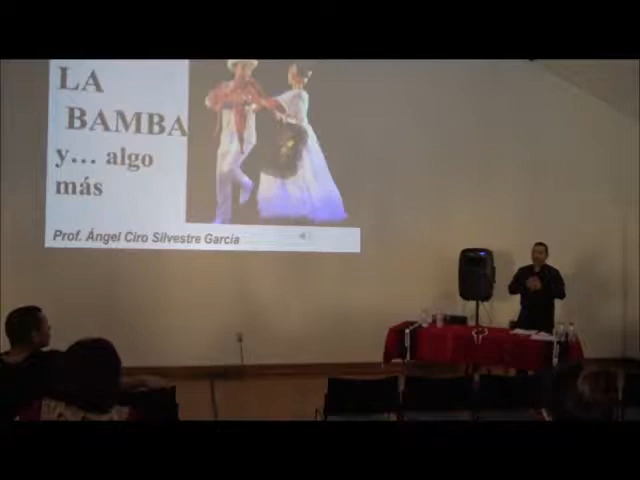 LA
BAMBA
y... algo
más
Prof. Ángel Ciro Silvestre García